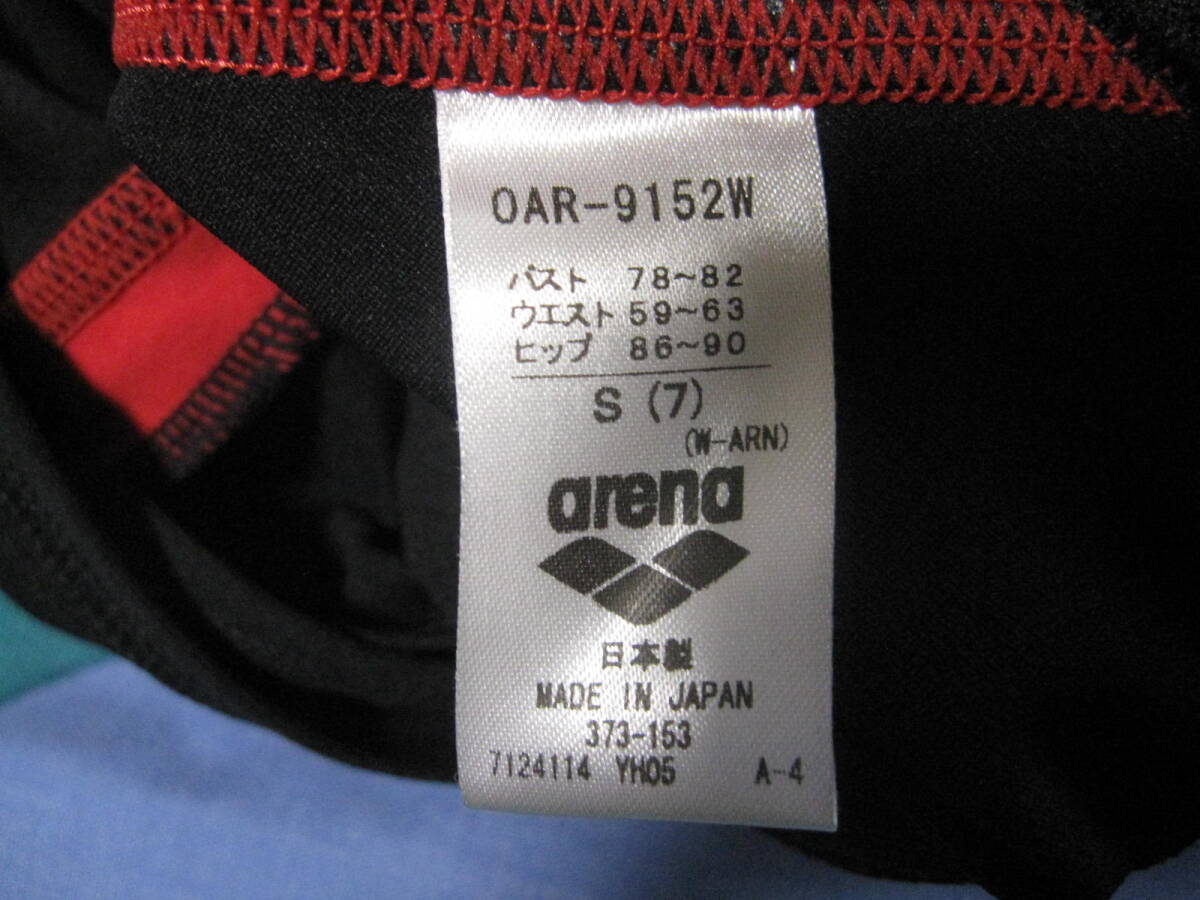 OAR-9152W
バスト 78~82
ウエスト 59~63
ヒップ 86~90
S (7)
(W-ARN)
arena
日本製
MADE IN JAPAN
373-153
7124114 YH05 A-4